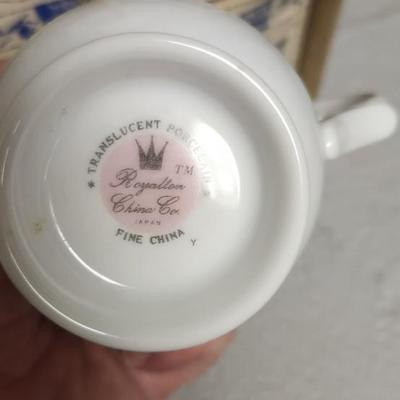 * TRANSLUCENT PORCELAIN *
TM
Royalton
China Co.
JAPAN
FINE CHINA
Y